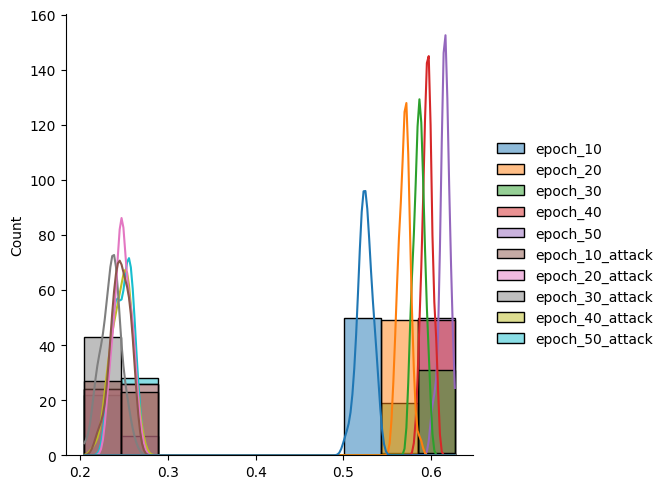 160
140
120
100
80
60
40
20
0
Count
0.2
0.3
0.4
0.5
0.6
epoch_10
epoch_20
epoch_30
epoch_40
epoch_50
epoch_10_attack
epoch_20_attack
epoch_30_attack
epoch_40_attack
epoch_50_attack